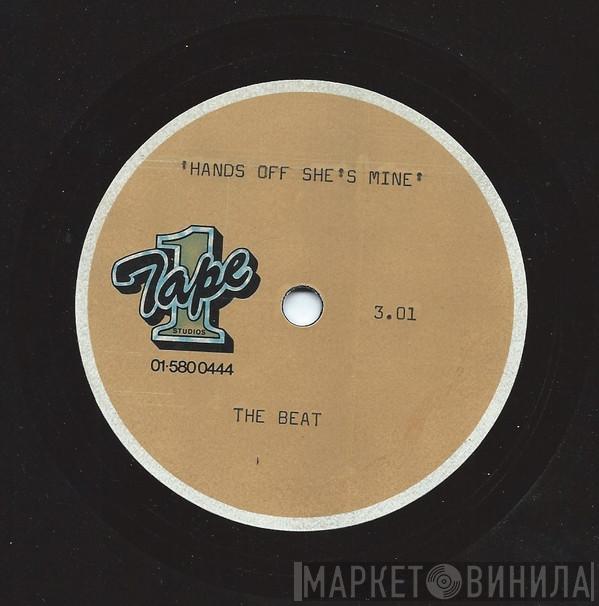 'HANDS OFF SHE'S MINE'
Tape 1
STUDIOS
01·580 0444
3.01
THE BEAT
МАРКЕТ ВИНИЛА